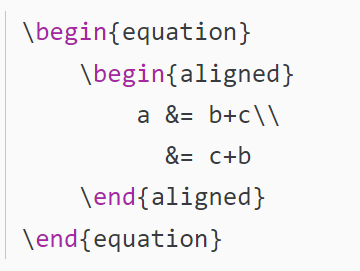 \begin{equation}
\begin{aligned}
a &= b+c\\
&= c+b
\end{aligned}
\end{equation}